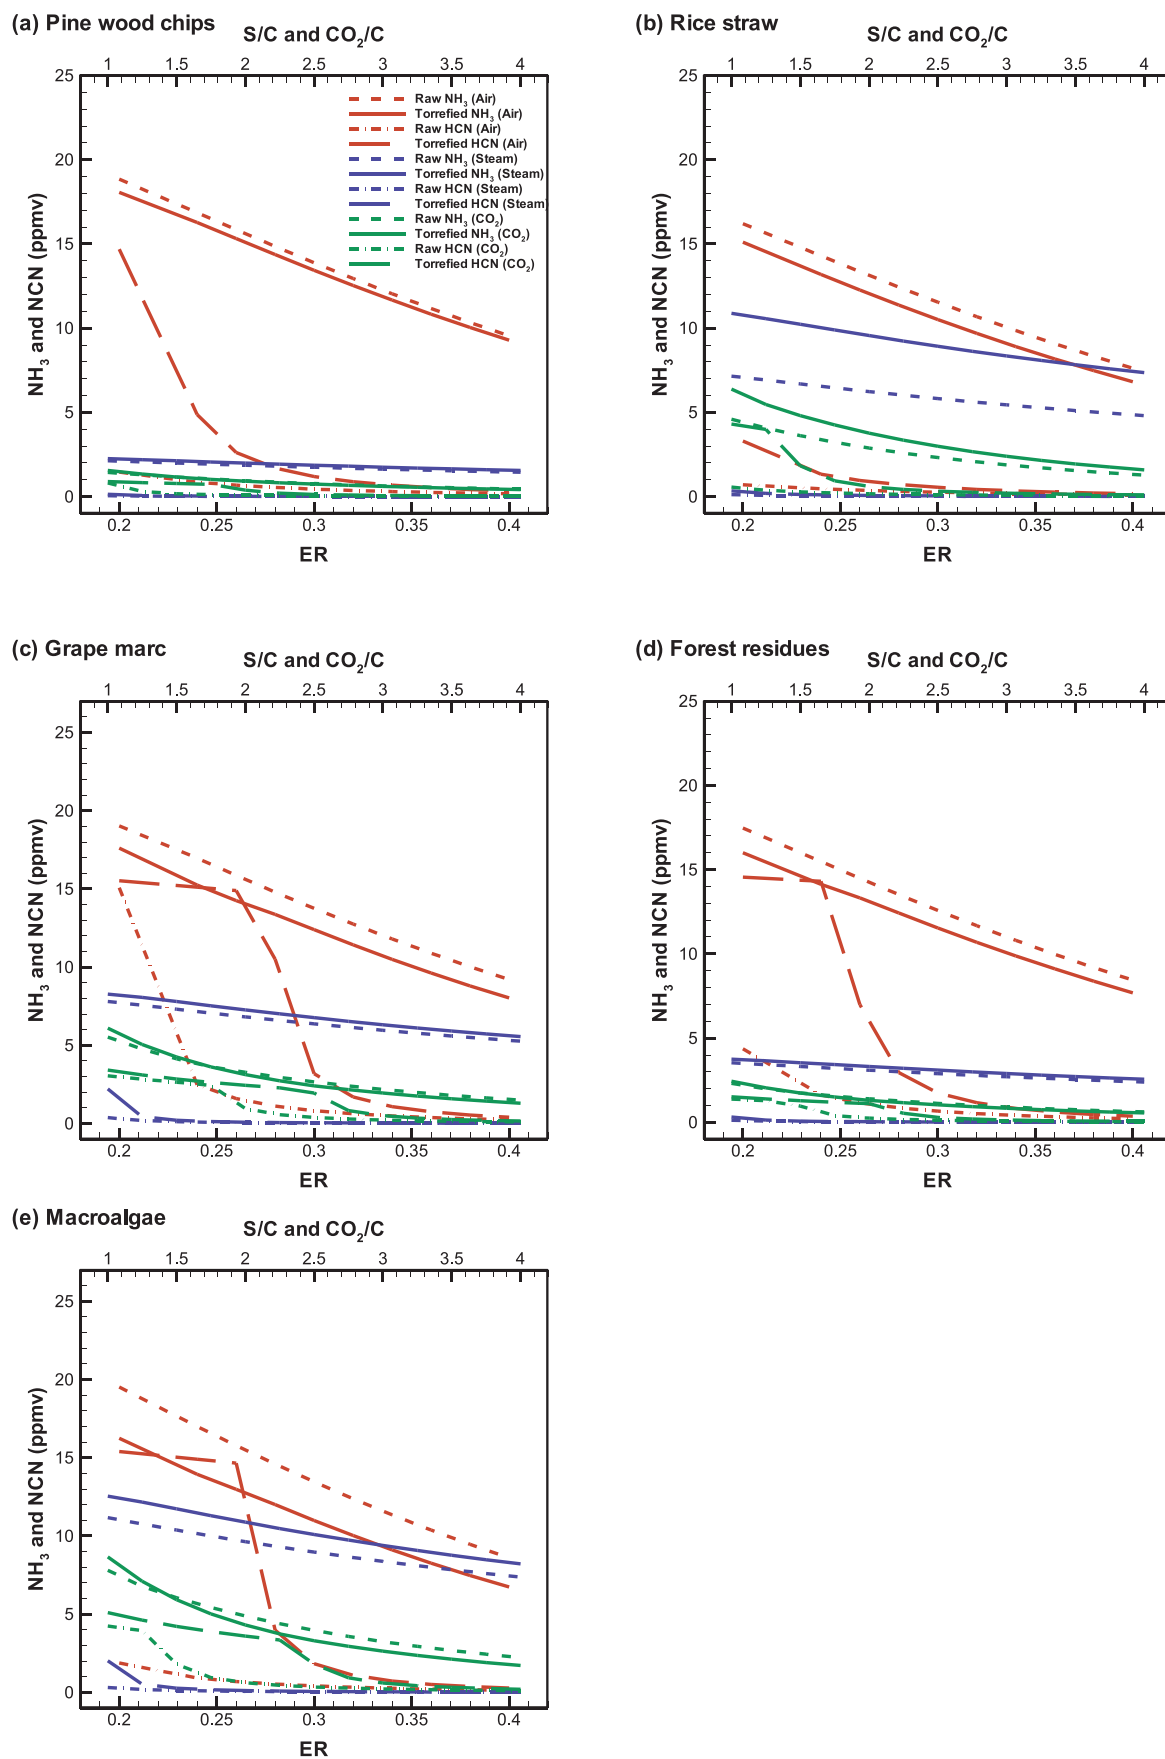 (a) Pine wood chips
S/C and CO₂/C
1 1.5 2 2.5 3 3.5 4
25
20
15
10
5
0
NH₃ and NCN (ppmv)
Raw NH₃ (Air)
Torrefied NH₃ (Air)
Raw HCN (Air)
Torrefied HCN (Air)
Raw NH₃ (Steam)
Torrefied NH₃ (Steam)
Raw HCN (Steam)
Torrefied HCN (Steam)
Raw NH₃ (CO₂)
Torrefied NH₃ (CO₂)
Raw HCN (CO₂)
Torrefied HCN (CO₂)
0.2 0.25 0.3 0.35 0.4
ER
(b) Rice straw
S/C and CO₂/C
1 1.5 2 2.5 3 3.5 4
25
20
15
10
5
0
NH₃ and NCN (ppmv)
0.2 0.25 0.3 0.35 0.4
ER
(c) Grape marc
S/C and CO₂/C
1 1.5 2 2.5 3 3.5 4
25
20
15
10
5
0
NH₃ and NCN (ppmv)
0.2 0.25 0.3 0.35 0.4
ER
(d) Forest residues
S/C and CO₂/C
1 1.5 2 2.5 3 3.5 4
25
20
15
10
5
0
NH₃ and NCN (ppmv)
0.2 0.25 0.3 0.35 0.4
ER
(e) Macroalgae
S/C and CO₂/C
1 1.5 2 2.5 3 3.5 4
25
20
15
10
5
0
NH₃ and NCN (ppmv)
0.2 0.25 0.3 0.35 0.4
ER